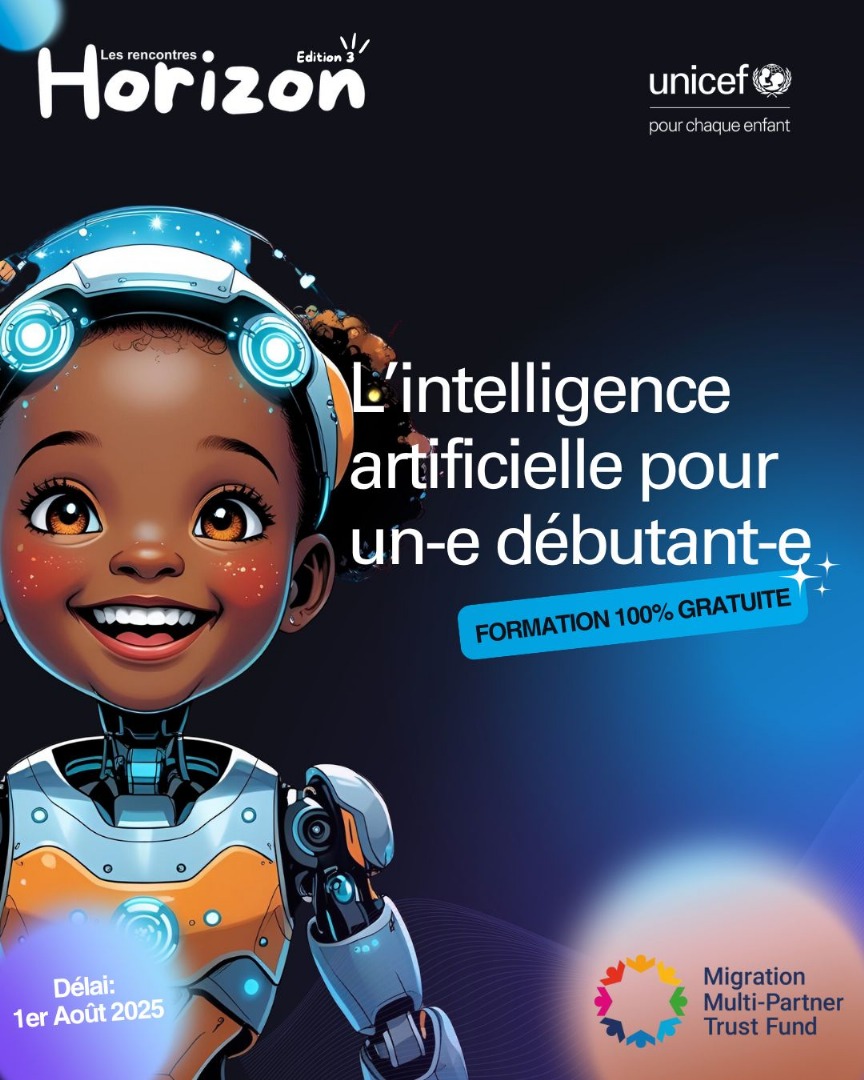 Les rencontres
Edition 3
Horizon
unicef
pour chaque enfant
L'intelligence
artificielle pour
un-e débutant-e
FORMATION 100% GRATUITE
Délai:
1er Août 2025
Migration
Multi-Partner
Trust Fund